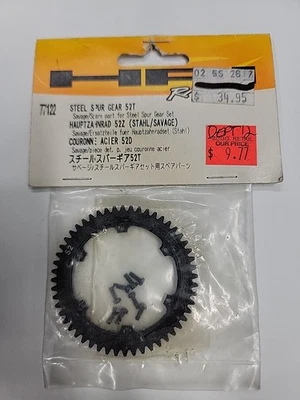 02 55 26 7
$ 34.95
77122
STEEL SPUR GEAR 52T
Savage/Spare part for Steel Spur Gear Set
HAUPTZAHNRAD 52Z (STAHL/SAVAGE)
Savage/Ersatzteile fuer Hauptzahnradset (Stahl)
COURONNE ACIER 52D
Savage/piece det. p. jeu couronne acier
スチールスパーギア52T
サベージ/スチールスパーギアセット用スペアパーツ
OUR PRICE
$ 9.77